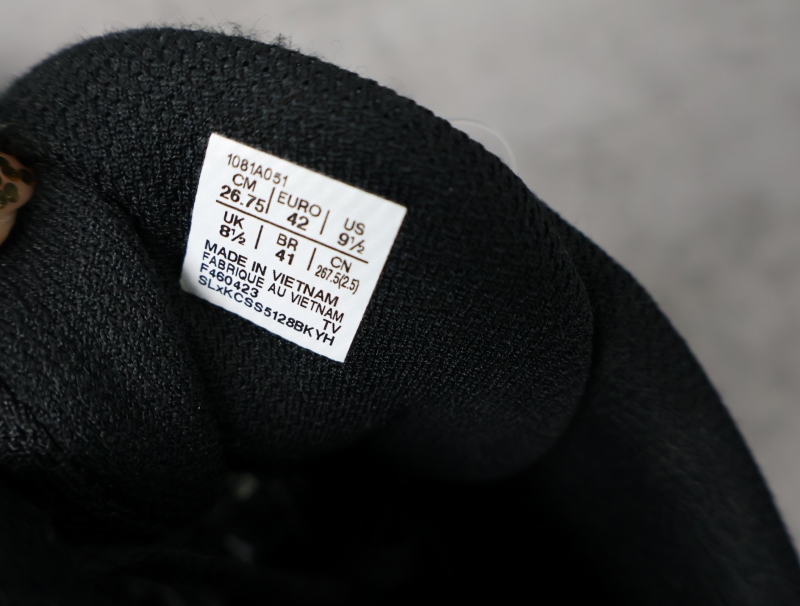 1081A051
CM | EURO | US
26.75 | 42 | 9½
UK | BR | CN
8½ | 41 | 267.5(2.5)
MADE IN VIETNAM
FABRIQUE AU VIETNAM
F460423 TV
SLxKCSS5128BKYH